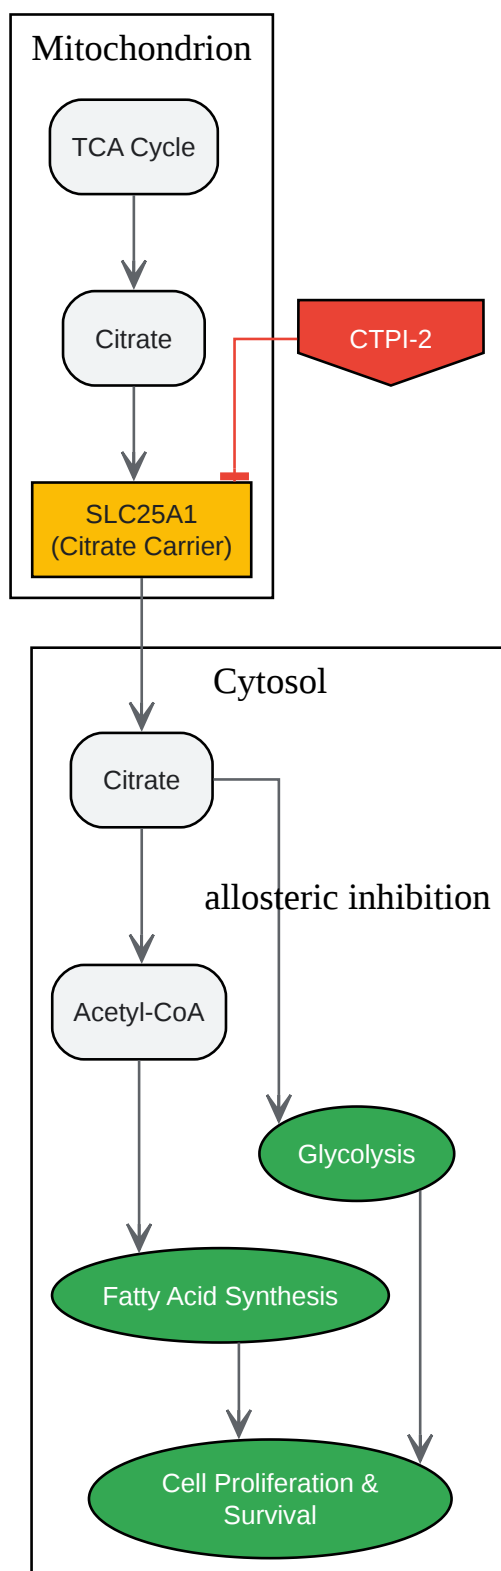 Mitochondrion
TCA Cycle
Citrate
CTPI-2
SLC25A1
(Citrate Carrier)
Cytosol
Citrate
allosteric inhibition
Acetyl-CoA
Glycolysis
Fatty Acid Synthesis
Cell Proliferation &
Survival